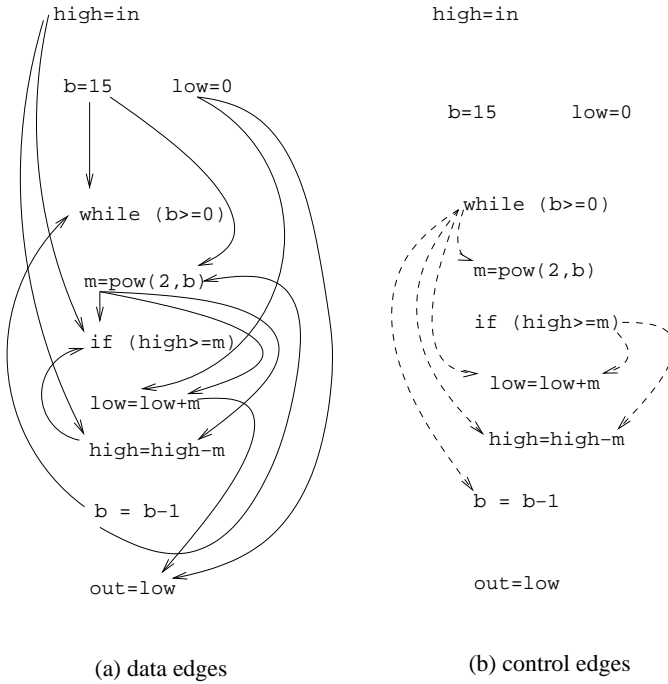 high=in
b=15
low=0
while (b>=0)
m=pow(2,b)
if (high>=m)
low=low+m
high=high-m
b = b-1
out=low
(a) data edges
high=in
b=15
low=0
while (b>=0)
m=pow(2,b)
if (high>=m)
low=low+m
high=high-m
b = b-1
out=low
(b) control edges